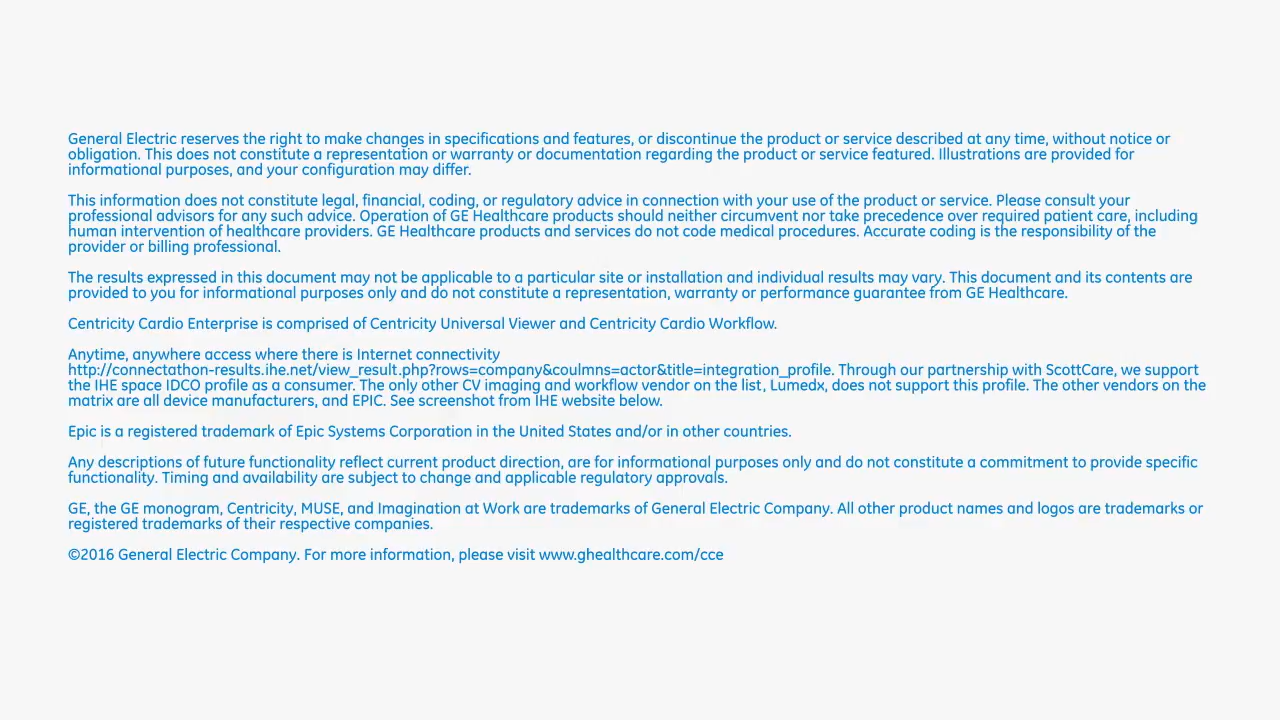 General Electric reserves the right to make changes in specifications and features, or discontinue the product or service described at any time, without notice or
obligation. This does not constitute a representation or warranty or documentation regarding the product or service featured. Illustrations are provided for
informational purposes, and your configuration may differ.
This information does not constitute legal, financial, coding, or regulatory advice in connection with your use of the product or service. Please consult your
professional advisors for any such advice. Operation of GE Healthcare products should neither circumvent nor take precedence over required patient care, including
human intervention of healthcare providers. GE Healthcare products and services do not code medical procedures. Accurate coding is the responsibility of the
provider or billing professional.
The results expressed in this document may not be applicable to a particular site or installation and individual results may vary. This document and its contents are
provided to you for informational purposes only and do not constitute a representation, warranty or performance guarantee from GE Healthcare.
Centricity Cardio Enterprise is comprised of Centricity Universal Viewer and Centricity Cardio Workflow.
Anytime, anywhere access where there is Internet connectivity
http://connectathon-results.ihe.net/view_result.php?rows=company&coulmns=actor&title=integration_profile. Through our partnership with ScottCare, we support
the IHE space IDCO profile as a consumer. The only other CV imaging and workflow vendor on the list, Lumedx, does not support this profile. The other vendors on the
matrix are all device manufacturers, and EPIC. See screenshot from IHE website below.
Epic is a registered trademark of Epic Systems Corporation in the United States and/or in other countries.
Any descriptions of future functionality reflect current product direction, are for informational purposes only and do not constitute a commitment to provide specific
functionality. Timing and availability are subject to change and applicable regulatory approvals.
GE, the GE monogram, Centricity, MUSE, and Imagination at Work are trademarks of General Electric Company. All other product names and logos are trademarks or
registered trademarks of their respective companies.
©2016 General Electric Company. For more information, please visit www.ghealthcare.com/cce